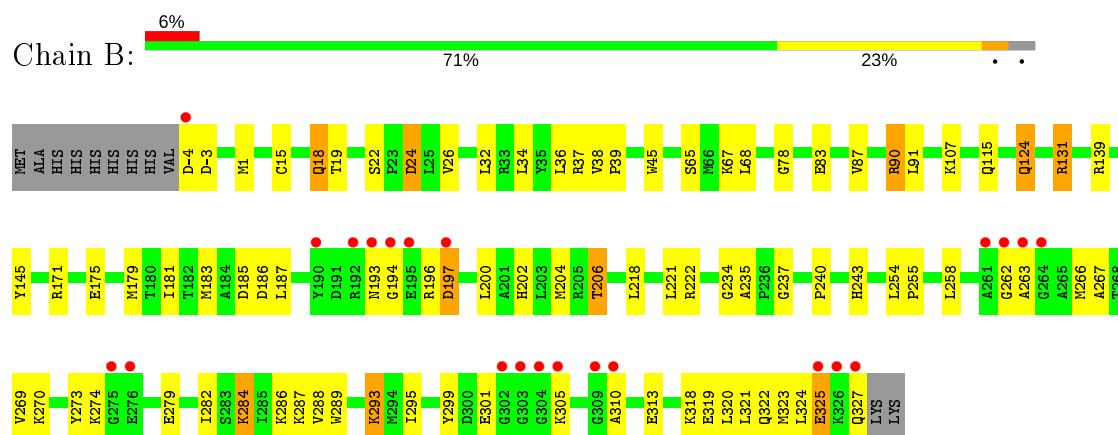 6%
Chain B:
71% 23% • •
MET ALA HIS HIS HIS HIS HIS HIS VAL D-4 D-3 M1 C15 Q18 T19 S22 P23 D24 L25 V26 L32 R33 L34 Y35 L36 R37 V38 P39 W45 S65 M66 K67 L68 G78 E83 V87 R90 L91 K107 Q115 Q124 R131 R139
Y145 R171 E175 M179 T180 I181 T182 M183 A184 D185 D186 L187 Y190 D191 R192 N193 G194 E195 R196 D197 L200 A201 H202 L203 M204 R205 T206 L218 L221 R222 G234 A235 P236 G237 P240 H243 L254 P255 L258 A261 G262 A263 G264 A265 M266 A267 T268
V269 K270 Y273 K274 G275 E276 E279 I282 S283 K284 I285 K286 K287 V288 W289 K293 M294 I295 Y299 D300 E301 G302 G303 G304 K305 G309 A310 E313 K318 E319 L320 L321 Q322 M323 L324 E325 K326 Q327 LYS LYS